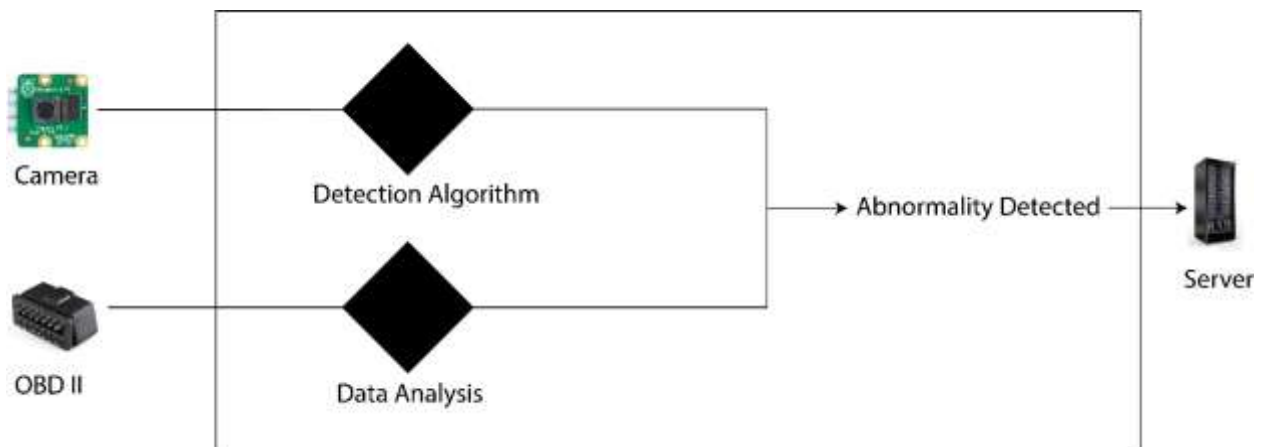 Camera
Detection Algorithm
Abnormality Detected
Server
OBD II
Data Analysis